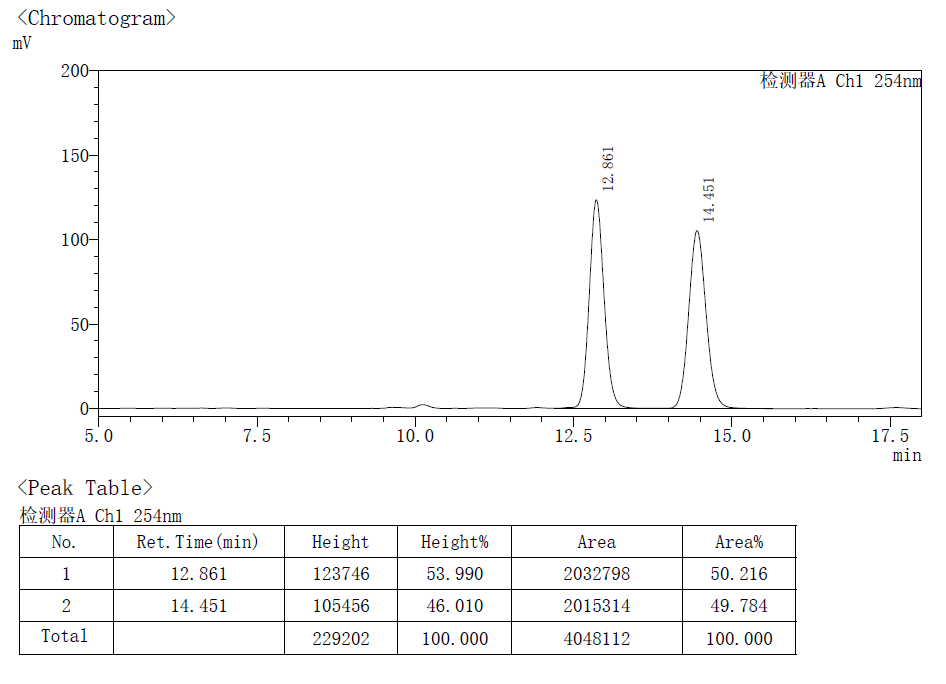 <Chromatogram>
mV
200
检测器A Ch1 254nm
150
12.861
14.451
100
50
0
5.0 7.5 10.0 12.5 15.0 17.5
min
<Peak Table>
检测器A Ch1 254nm
No. Ret.Time(min) Height Height% Area Area%
1 12.861 123746 53.990 2032798 50.216
2 14.451 105456 46.010 2015314 49.784
Total 229202 100.000 4048112 100.000